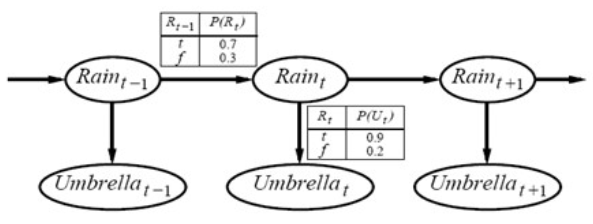 R_{t-1} P(R_t)
t 0.7
f 0.3
Rain_{t-1} Rain_t Rain_{t+1}
R_t P(U_t)
t 0.9
f 0.2
Umbrella_{t-1} Umbrella_t Umbrella_{t+1}